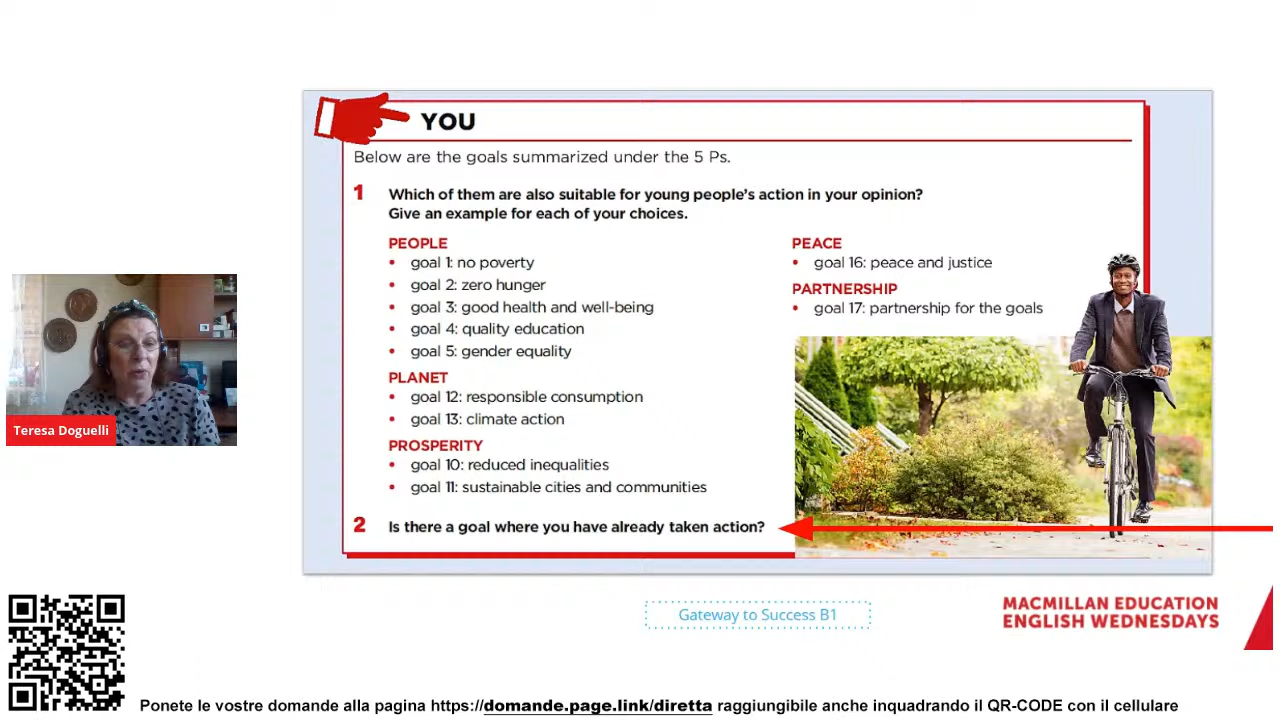 YOU
Below are the goals summarized under the 5 Ps.
1 Which of them are also suitable for young people's action in your opinion?
Give an example for each of your choices.
PEOPLE
• goal 1: no poverty
• goal 2: zero hunger
• goal 3: good health and well-being
• goal 4: quality education
• goal 5: gender equality
PLANET
• goal 12: responsible consumption
• goal 13: climate action
PROSPERITY
• goal 10: reduced inequalities
• goal 11: sustainable cities and communities
PEACE
• goal 16: peace and justice
PARTNERSHIP
• goal 17: partnership for the goals
2 Is there a goal where you have already taken action?
Teresa Doguelli
Gateway to Success B1
MACMILLAN EDUCATION
ENGLISH WEDNESDAYS
Ponete le vostre domande alla pagina https://domande.page.link/diretta raggiungibile anche inquadrando il QR-CODE con il cellulare